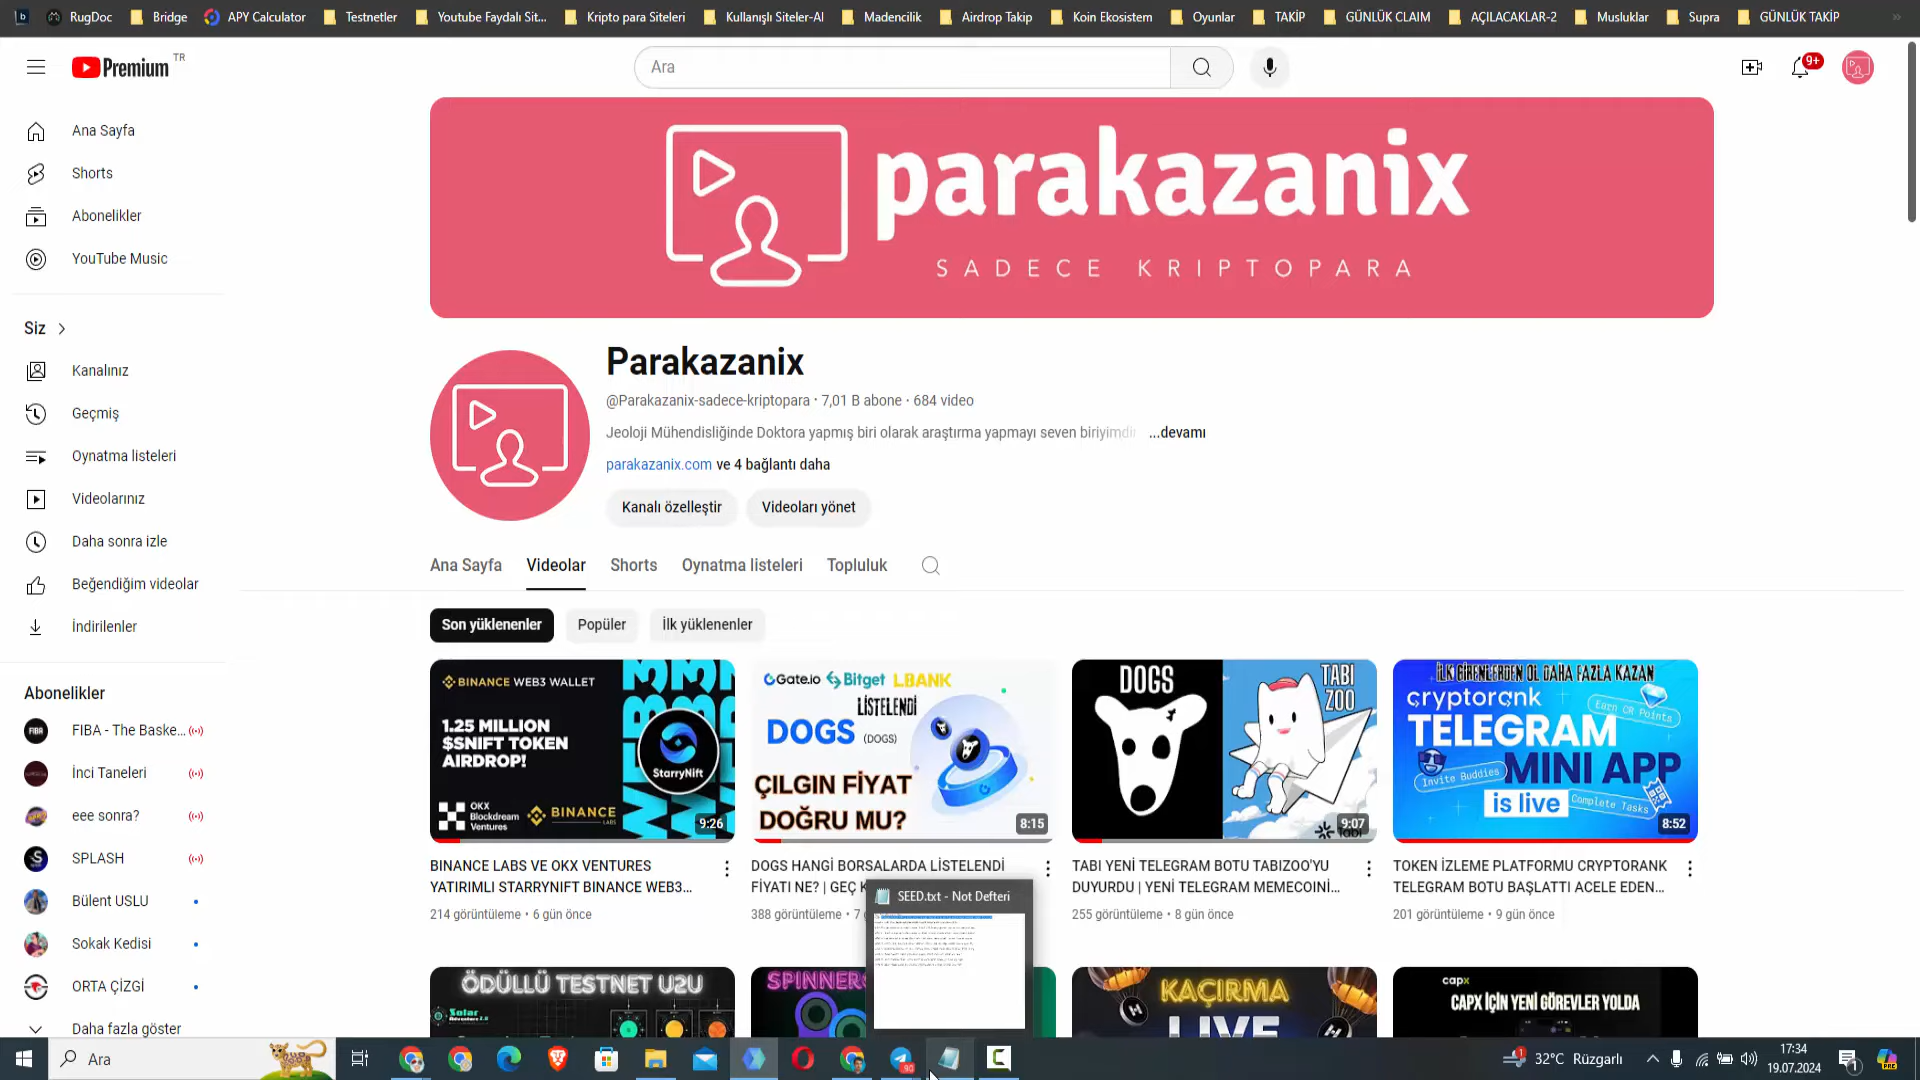 RugDoc
Bridge
APY Calculator
Testnetler
Youtube Faydalı Sit...
Kripto para Siteleri
Kullanışlı Siteler-AI
Madencilik
Airdrop Takip
Koin Ekosistem
Oyunlar
TAKİP
GÜNLÜK CLAIM
AÇILACAKLAR-2
Musluklar
Supra
GÜNLÜK TAKİP
Premium TR
Ara
9+
Ana Sayfa
Shorts
Abonelikler
YouTube Music
Siz
Kanalınız
Geçmiş
Oynatma listeleri
Videolarınız
Daha sonra izle
Beğendiğim videolar
İndirilenler
Abonelikler
FIBA - The Baske...
İnci Taneleri
eee sonra?
SPLASH
Bülent USLU
Sokak Kedisi
ORTA ÇİZGİ
Daha fazla göster
parakazanix
SADECE KRIPTOPARA
Parakazanix
@Parakazanix-sadece-kriptopara • 7,01 B abone • 684 video
Jeoloji Mühendisliğinde Doktora yapmış biri olarak araştırma yapmayı seven biriyimdir ...devamı
parakazanix.com ve 4 bağlantı daha
Kanalı özelleştir
Videoları yönet
Ana Sayfa
Videolar
Shorts
Oynatma listeleri
Topluluk
Son yüklenenler
Popüler
İlk yüklenenler
BINANCE WEB3 WALLET
1.25 MILLION
$SNIFT TOKEN
AIRDROP!
StarryNift
OKX
Blockdream
Ventures
BINANCE
LABS
WEB3
9:26
BINANCE LABS VE OKX VENTURES
YATIRIMLI STARRYNIFT BINANCE WEB3...
214 görüntüleme • 6 gün önce
Gate.io Bitget LBANK
LİSTELENDİ
DOGS (DOGS)
ÇILGIN FİYAT
DOĞRU MU?
8:15
DOGS HANGİ BORSALARDA LİSTELENDİ
FİYATI NE? | GEÇ K
388 görüntüleme • 7 g
DOGS
TABI
ZOO
Tabi
9:07
TABI YENİ TELEGRAM BOTU TABIZOO'YU
DUYURDU | YENİ TELEGRAM MEMECOINİ...
255 görüntüleme • 8 gün önce
İLK GİRENLERDEN OL DAHA FAZLA KAZAN
cryptorank
Earn CR Points
TELEGRAM
MINI APP
Invite Buddies
is live
Complete Tasks
8:52
TOKEN İZLEME PLATFORMU CRYPTORANK
TELEGRAM BOTU BAŞLATTI ACELE EDEN...
201 görüntüleme • 9 gün önce
SEED.txt - Not Defteri
ÖDÜLLÜ TESTNET U2U
Solar
SPINNERS
KAÇIRMA
LIVE
capx
CAPX İÇİN YENİ GÖREVLER YOLDA
Ara
90
1
32°C Rüzgarlı
17:34
19.07.2024
1
PRE